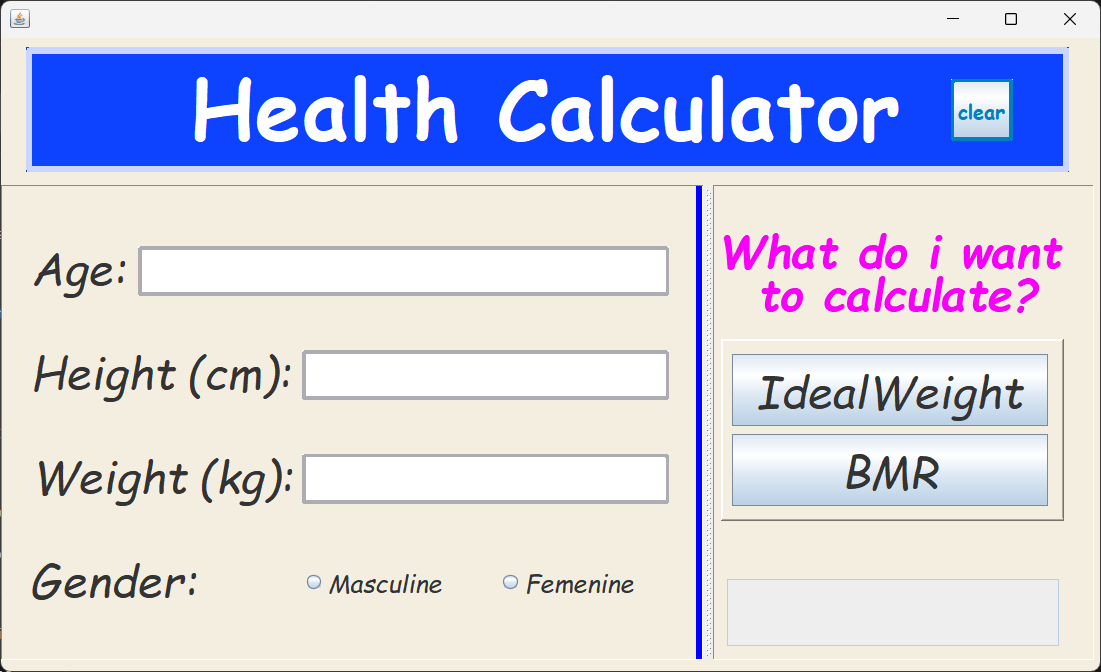 Health Calculator
clear
Age:
Height (cm):
Weight (kg):
Gender:
Masculine
Femenine
What do i want
to calculate?
IdealWeight
BMR